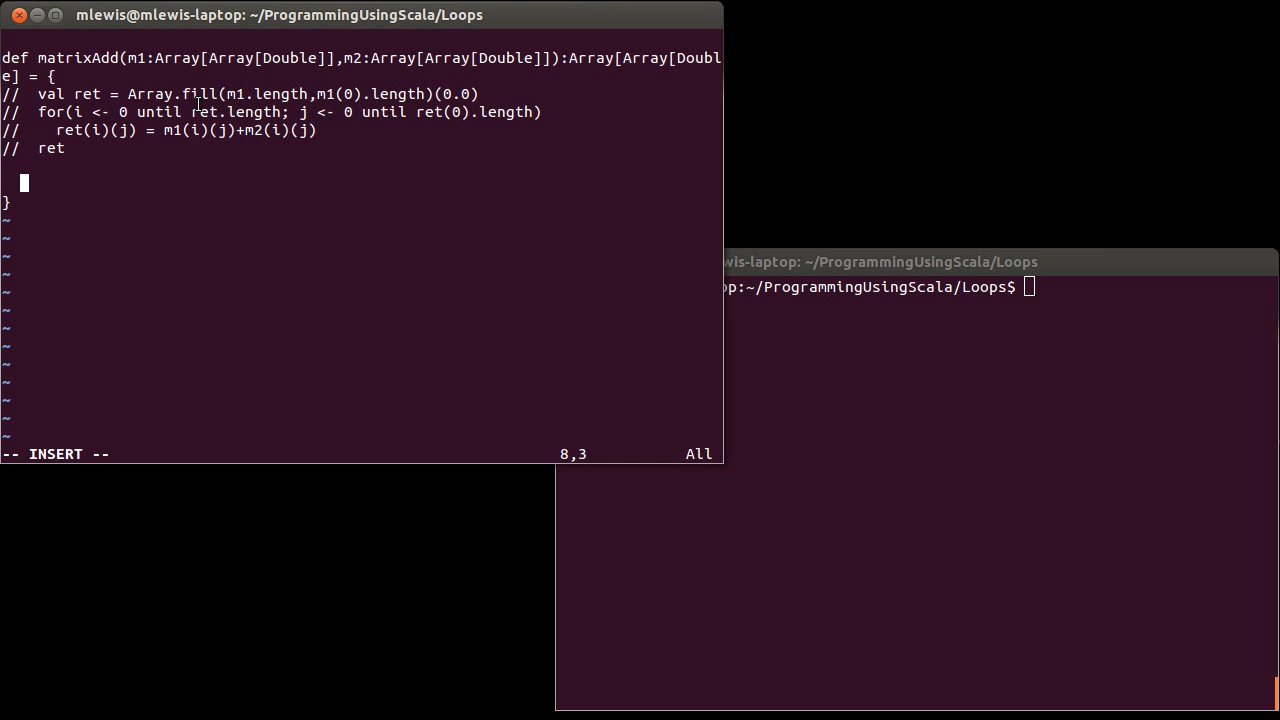 mlewis@mlewis-laptop: ~/ProgrammingUsingScala/Loops
def matrixAdd(m1:Array[Array[Double]],m2:Array[Array[Double]]):Array[Array[Doubl
e] = {
//  val ret = Array.fill(m1.length,m1(0).length)(0.0)
//  for(i <- 0 until ret.length; j <- 0 until ret(0).length)
//    ret(i)(j) = m1(i)(j)+m2(i)(j)
//  ret
}
~
~
~
~
~
~
~
~
~
~
~
~
~
-- INSERT --    8,3    All
wis-laptop: ~/ProgrammingUsingScala/Loops
op:~/ProgrammingUsingScala/Loops$